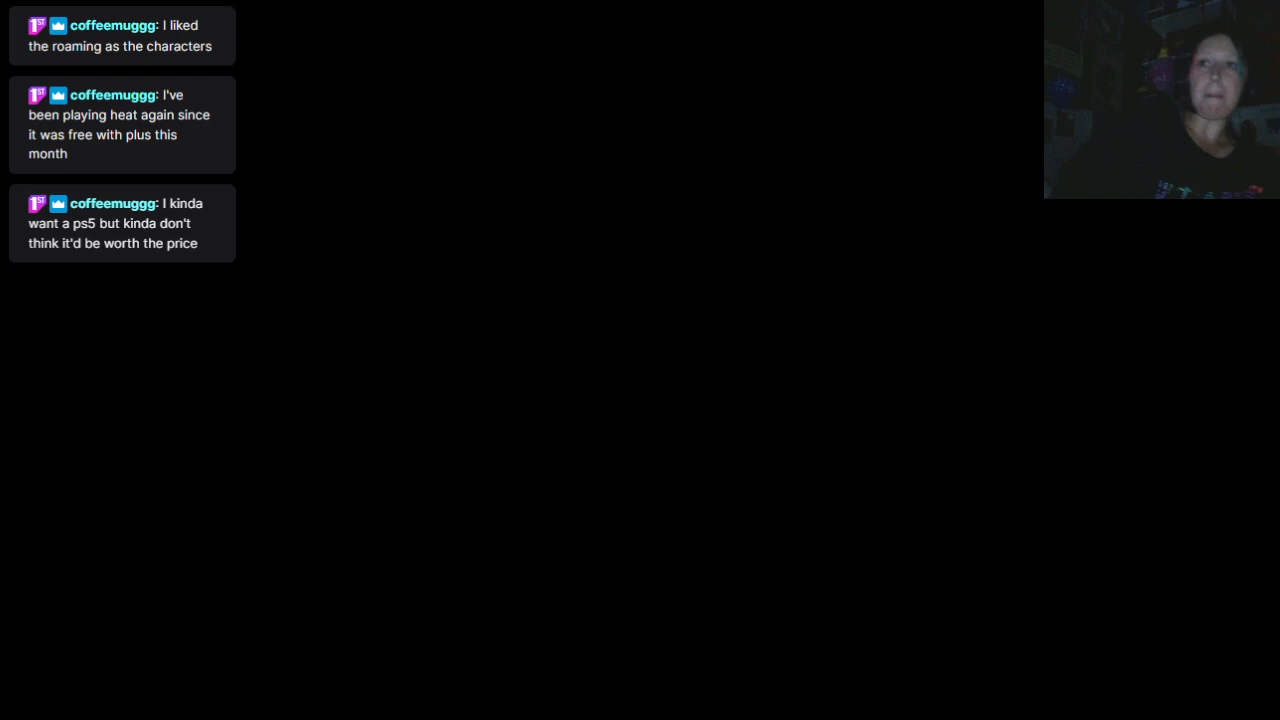 1ST coffeemuggg: I liked
the roaming as the characters
1ST coffeemuggg: I've
been playing heat again since
it was free with plus this
month
1ST coffeemuggg: I kinda
want a ps5 but kinda don't
think it'd be worth the price